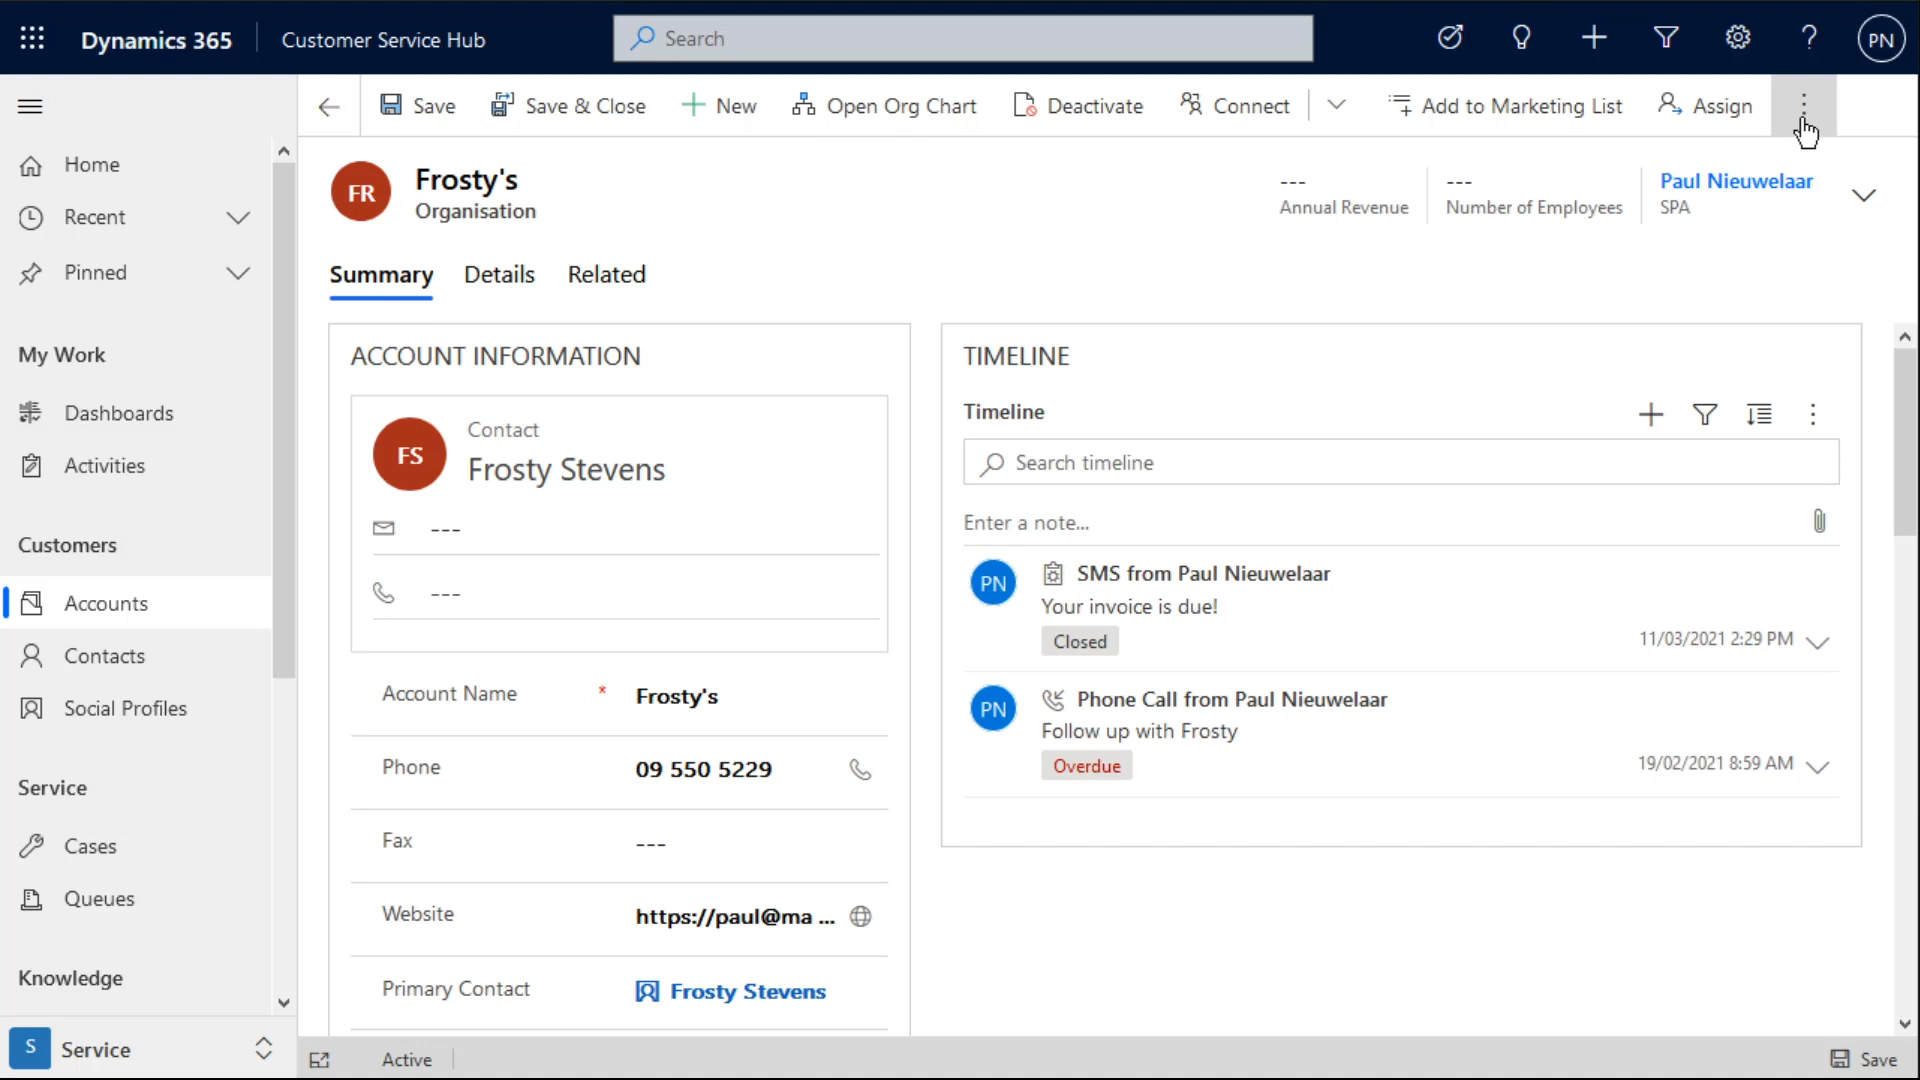 Dynamics 365
Customer Service Hub
Search
PN
Save
Save & Close
New
Open Org Chart
Deactivate
Connect
Add to Marketing List
Assign
Home
Recent
Pinned
My Work
Dashboards
Activities
Customers
Accounts
Contacts
Social Profiles
Service
Cases
Queues
Knowledge
S Service
FR
Frosty's
Organisation
---
Annual Revenue
---
Number of Employees
Paul Nieuwelaar
SPA
Summary
Details
Related
ACCOUNT INFORMATION
FS
Contact
Frosty Stevens
---
---
Account Name * Frosty's
Phone 09 550 5229
Fax ---
Website https://paul@ma ...
Primary Contact Frosty Stevens
TIMELINE
Timeline
Search timeline
Enter a note...
PN
SMS from Paul Nieuwelaar
Your invoice is due!
Closed
11/03/2021 2:29 PM
PN
Phone Call from Paul Nieuwelaar
Follow up with Frosty
Overdue
19/02/2021 8:59 AM
Active
Save